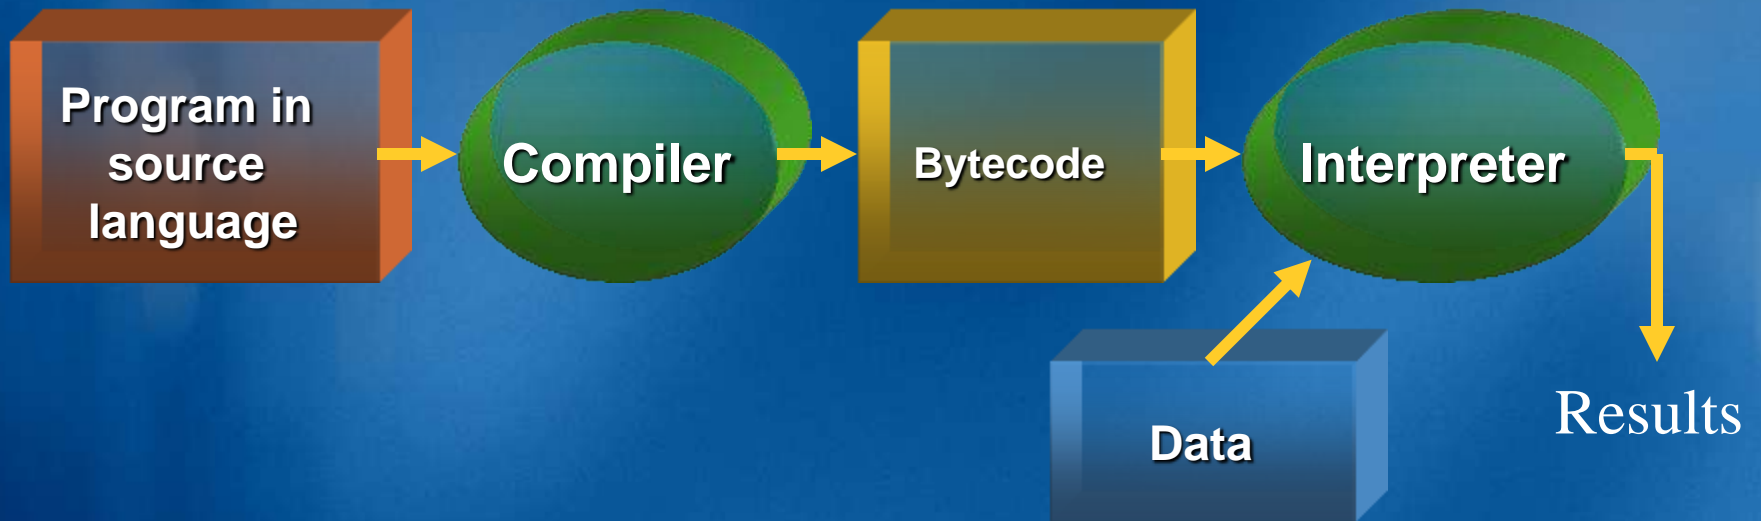 Program in
source
language
Compiler
Bytecode
Interpreter
Data
Results